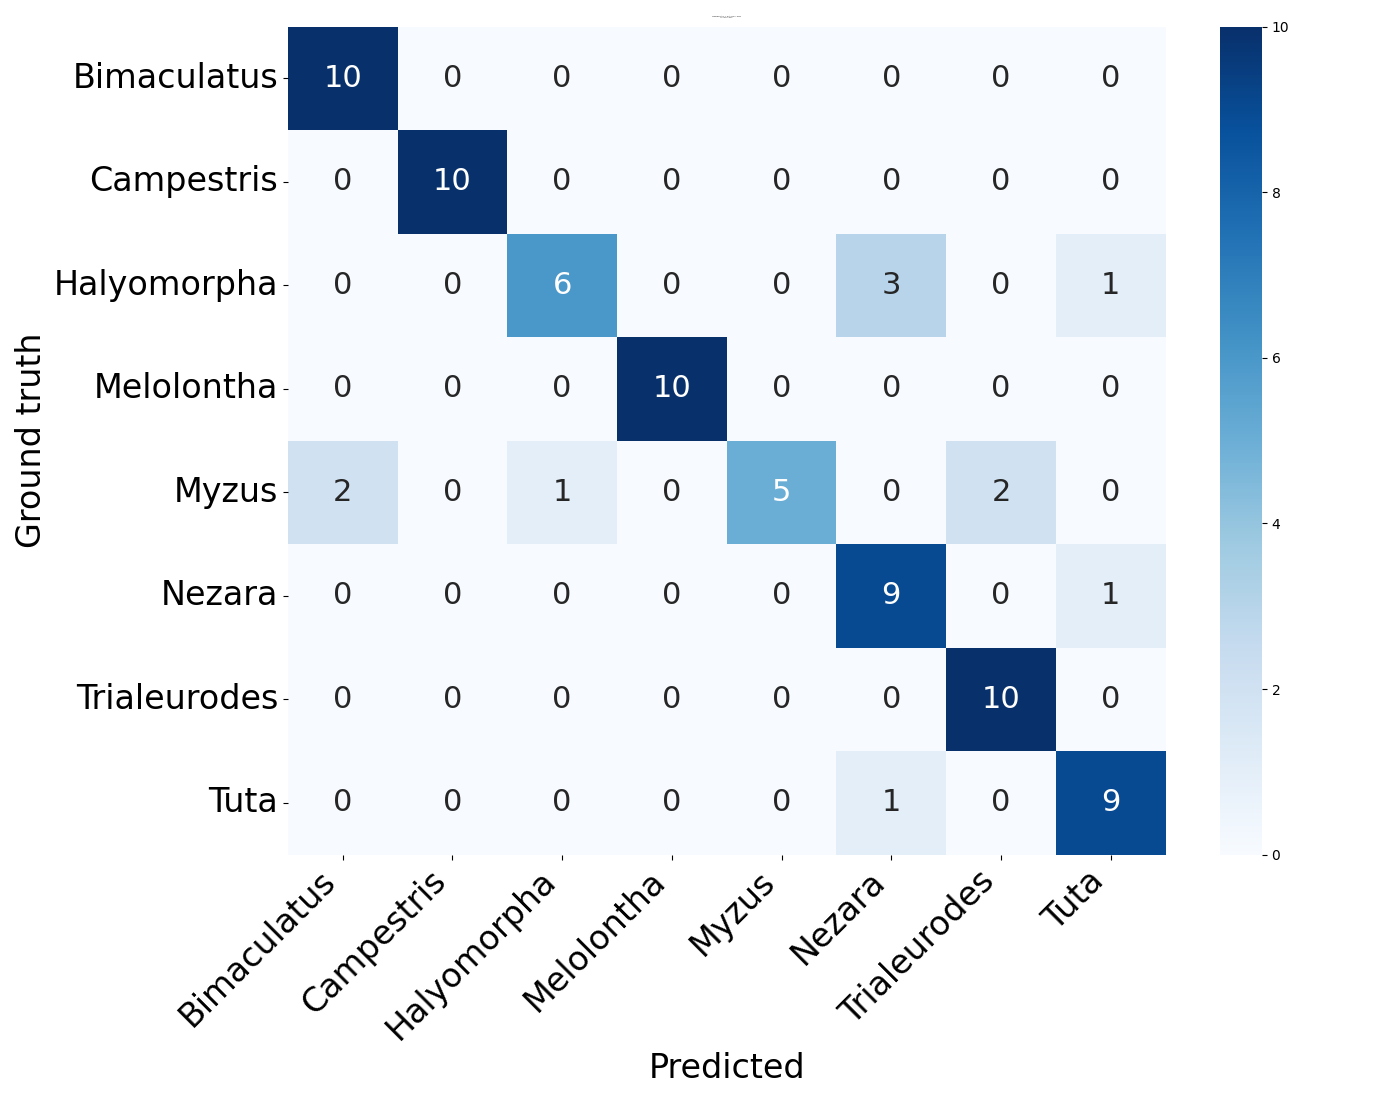 Bimaculatus 10 0 0 0 0 0 0 0
Campestris 0 10 0 0 0 0 0 0
Halyomorpha 0 0 6 0 0 3 0 1
Melolontha 0 0 0 10 0 0 0 0
Myzus 2 0 1 0 5 0 2 0
Nezara 0 0 0 0 0 9 0 1
Trialeurodes 0 0 0 0 0 0 10 0
Tuta 0 0 0 0 0 1 0 9
Ground truth
Bimaculatus Campestris Halyomorpha Melolontha Myzus Nezara Trialeurodes Tuta
Predicted
10
8
6
4
2
0